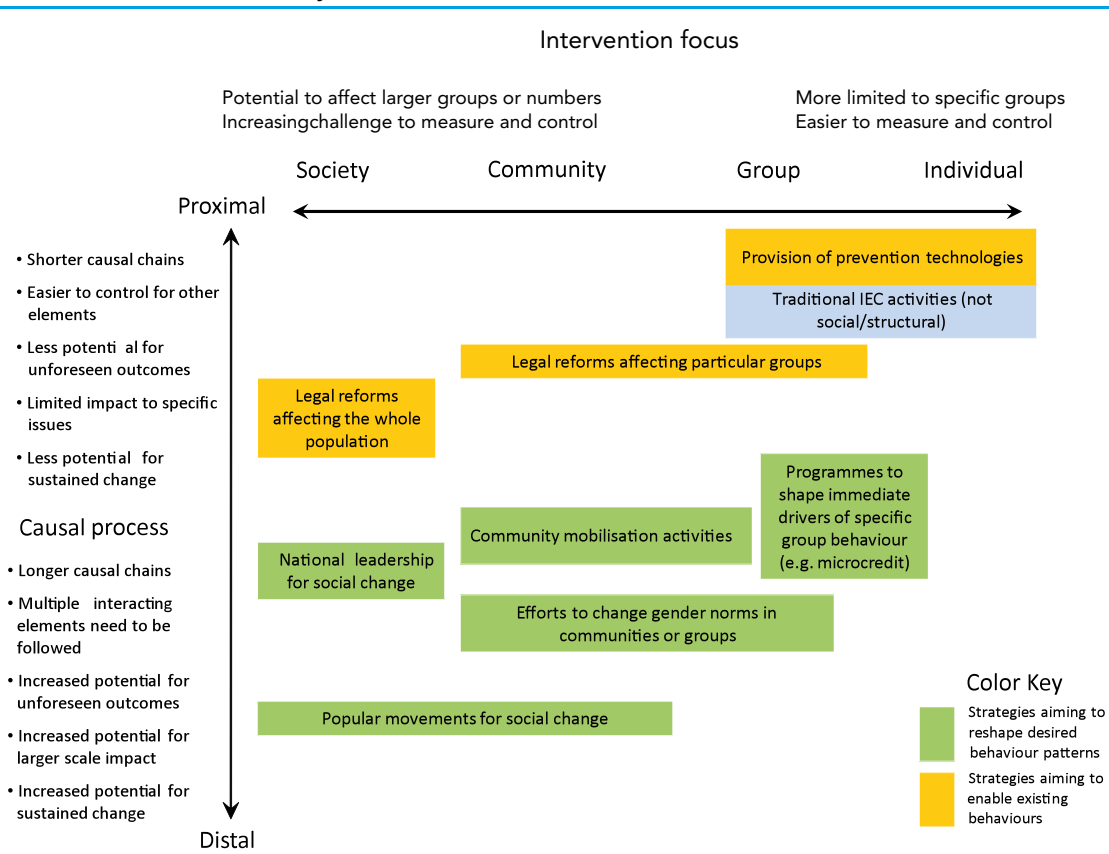 Intervention focus
Potential to affect larger groups or numbers
Increasingchallenge to measure and control
More limited to specific groups
Easier to measure and control
Society
Community
Group
Individual
Proximal
• Shorter causal chains
• Easier to control for other
elements
• Less potenti al for
unforeseen outcomes
• Limited impact to specific
issues
• Less potential for
sustained change
Causal process
• Longer causal chains
• Multiple interacting
elements need to be
followed
• Increased potential for
unforeseen outcomes
• Increased potential for
larger scale impact
• Increased potential for
sustained change
Distal
Provision of prevention technologies
Traditional IEC activities (not
social/structural)
Legal reforms affecting particular groups
Legal reforms
affecting the whole
population
Programmes to
shape immediate
drivers of specific
group behaviour
(e.g. microcredit)
Community mobilisation activities
National leadership
for social change
Efforts to change gender norms in
communities or groups
Popular movements for social change
Color Key
Strategies aiming to
reshape desired
behaviour patterns
Strategies aiming to
enable existing
behaviours